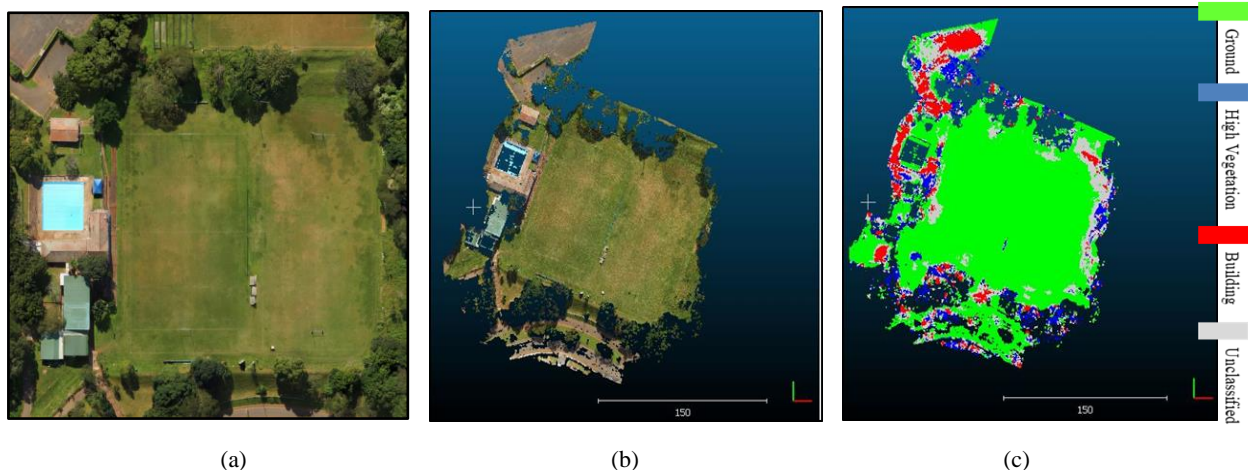 Ground
High Vegetation
Building
Unclassified
150
150
(a)
(b)
(c)